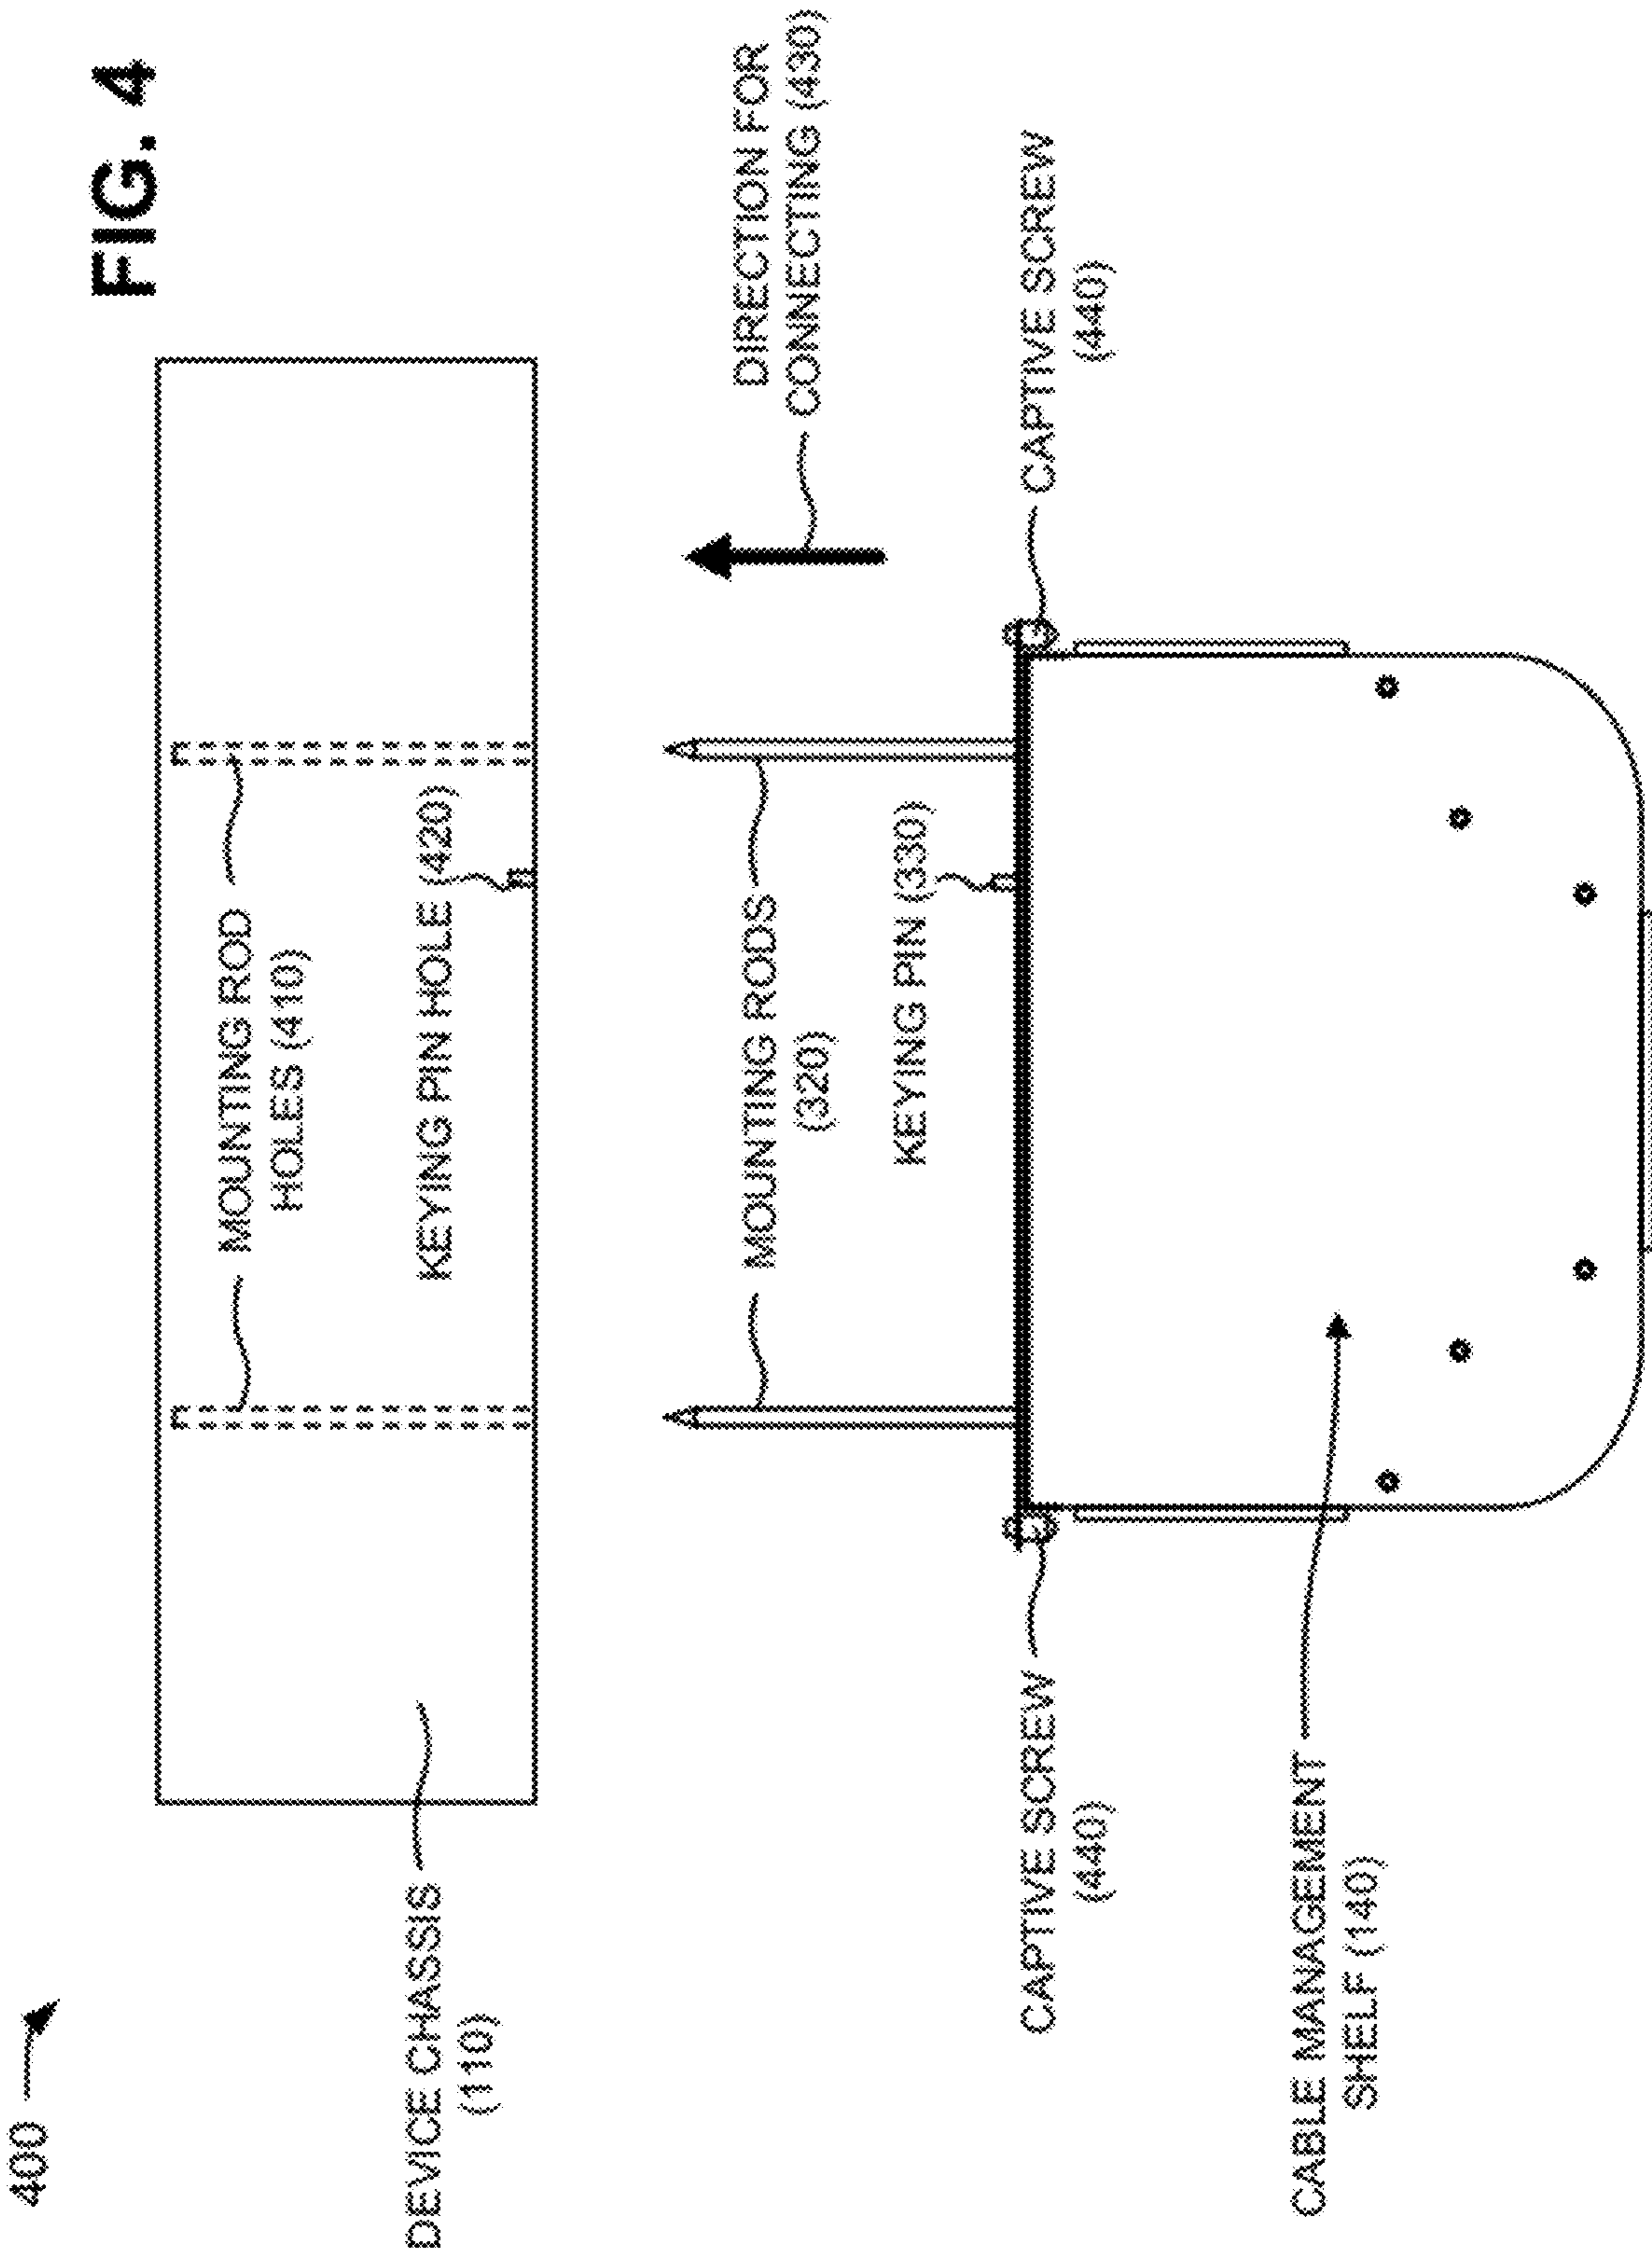 400
FIG. 4
DEVICE CHASSIS
(110)
MOUNTING ROD
HOLES (410)
KEYING PIN HOLE (420)
DIRECTION FOR
CONNECTING (430)
MOUNTING RODS
(320)
KEYING PIN (330)
CAPTIVE SCREW
(440)
CAPTIVE SCREW
(440)
CABLE MANAGEMENT
SHELF (140)